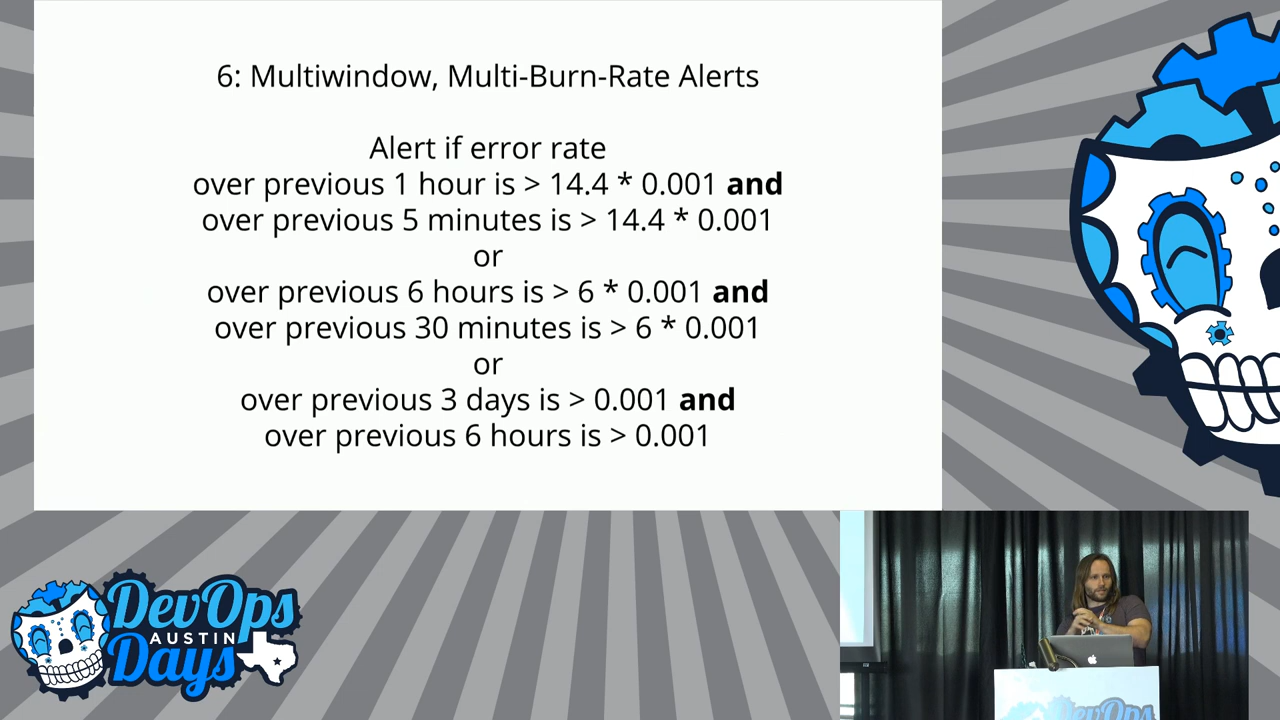 6: Multiwindow, Multi-Burn-Rate Alerts
Alert if error rate
over previous 1 hour is > 14.4 * 0.001 and
over previous 5 minutes is > 14.4 * 0.001
or
over previous 6 hours is > 6 * 0.001 and
over previous 30 minutes is > 6 * 0.001
or
over previous 3 days is > 0.001 and
over previous 6 hours is > 0.001
DevOps
AUSTIN
Days
DevOps